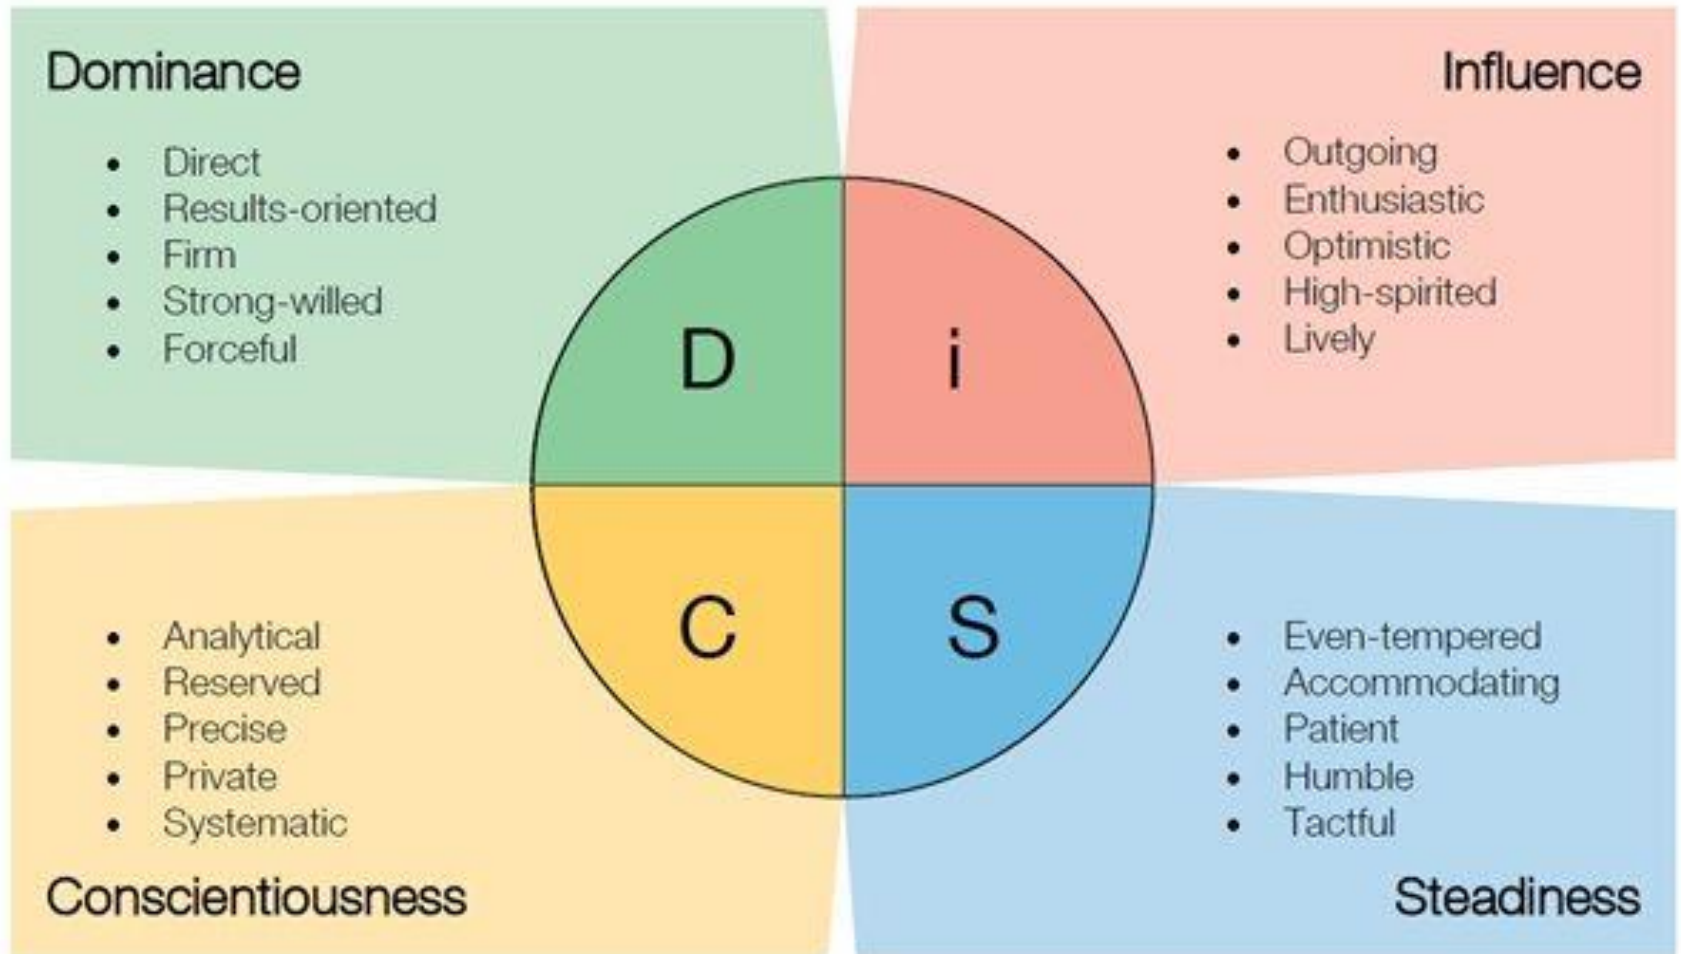 Dominance
Direct
Results-oriented
Firm
Strong-willed
Forceful
Influence
Outgoing
Enthusiastic
Optimistic
High-spirited
Lively
D
i
C
S
Analytical
Reserved
Precise
Private
Systematic
Conscientiousness
Even-tempered
Accommodating
Patient
Humble
Tactful
Steadiness